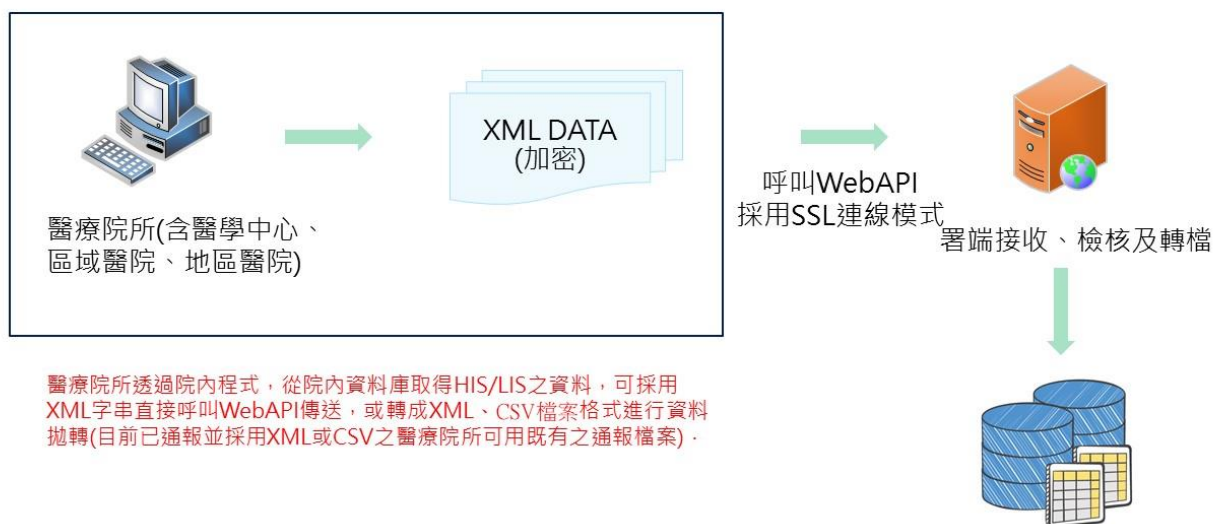 XML DATA
(加密)
醫療院所(含醫學中心、
區域醫院、地區醫院)
呼叫WebAPI
採用SSL連線模式
署端接收、檢核及轉檔
醫療院所透過院內程式，從院內資料庫取得HIS/LIS之資料，可採用
XML字串直接呼叫WebAPI傳送，或轉成XML、CSV檔案格式進行資料
拋轉(目前已通報並採用XML或CSV之醫療院所可用既有之通報檔案)．